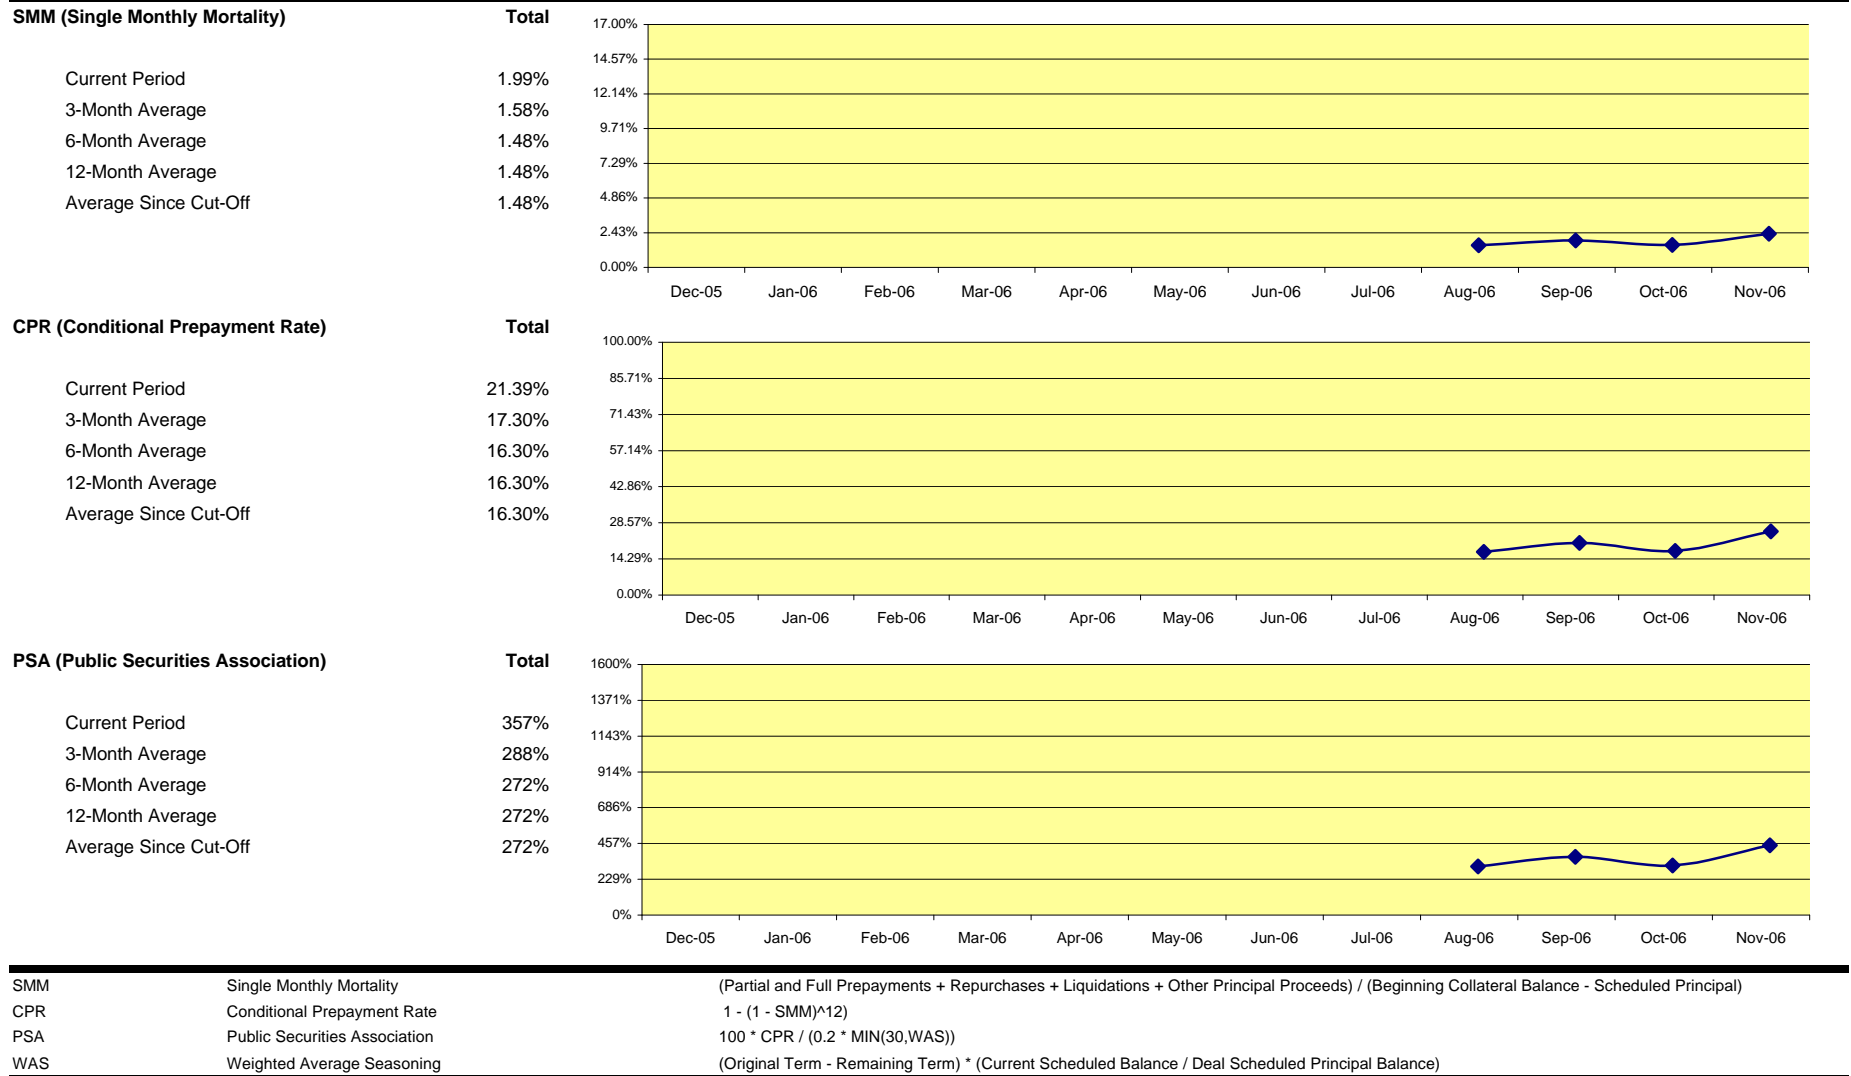 SMM (Single Monthly Mortality) Total
Current Period 1.99%
3-Month Average 1.58%
6-Month Average 1.48%
12-Month Average 1.48%
Average Since Cut-Off 1.48%
17.00%
14.57%
12.14%
9.71%
7.29%
4.86%
2.43%
0.00%
Dec-05 Jan-06 Feb-06 Mar-06 Apr-06 May-06 Jun-06 Jul-06 Aug-06 Sep-06 Oct-06 Nov-06
CPR (Conditional Prepayment Rate) Total
Current Period 21.39%
3-Month Average 17.30%
6-Month Average 16.30%
12-Month Average 16.30%
Average Since Cut-Off 16.30%
100.00%
85.71%
71.43%
57.14%
42.86%
28.57%
14.29%
0.00%
Dec-05 Jan-06 Feb-06 Mar-06 Apr-06 May-06 Jun-06 Jul-06 Aug-06 Sep-06 Oct-06 Nov-06
PSA (Public Securities Association) Total
Current Period 357%
3-Month Average 288%
6-Month Average 272%
12-Month Average 272%
Average Since Cut-Off 272%
1600%
1371%
1143%
914%
686%
457%
229%
0%
Dec-05 Jan-06 Feb-06 Mar-06 Apr-06 May-06 Jun-06 Jul-06 Aug-06 Sep-06 Oct-06 Nov-06
SMM Single Monthly Mortality (Partial and Full Prepayments + Repurchases + Liquidations + Other Principal Proceeds) / (Beginning Collateral Balance - Scheduled Principal)
CPR Conditional Prepayment Rate 1 - (1 - SMM)^12)
PSA Public Securities Association 100 * CPR / (0.2 * MIN(30,WAS))
WAS Weighted Average Seasoning (Original Term - Remaining Term) * (Current Scheduled Balance / Deal Scheduled Principal Balance)